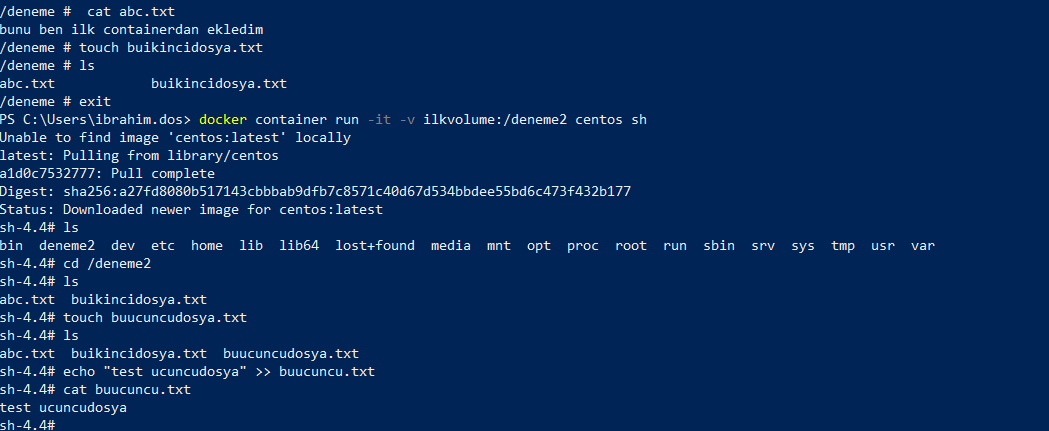 /deneme #  cat abc.txt
bunu ben ilk containerdan ekledim
/deneme # touch buikincidosya.txt
/deneme # ls
abc.txt            buikincidosya.txt
/deneme # exit
PS C:\Users\ibrahim.dos> docker container run -it -v ilkvolume:/deneme2 centos sh
Unable to find image 'centos:latest' locally
latest: Pulling from library/centos
a1d0c7532777: Pull complete
Digest: sha256:a27fd8080b517143cbbbab9dfb7c8571c40d67d534bbdee55bd6c473f432b177
Status: Downloaded newer image for centos:latest
sh-4.4# ls
bin  deneme2  dev  etc  home  lib  lib64  lost+found  media  mnt  opt  proc  root  run  sbin  srv  sys  tmp  usr  var
sh-4.4# cd /deneme2
sh-4.4# ls
abc.txt  buikincidosya.txt
sh-4.4# touch buucuncudosya.txt
sh-4.4# ls
abc.txt  buikincidosya.txt  buucuncudosya.txt
sh-4.4# echo "test ucuncudosya" >> buucuncu.txt
sh-4.4# cat buucuncu.txt
test ucuncudosya
sh-4.4#